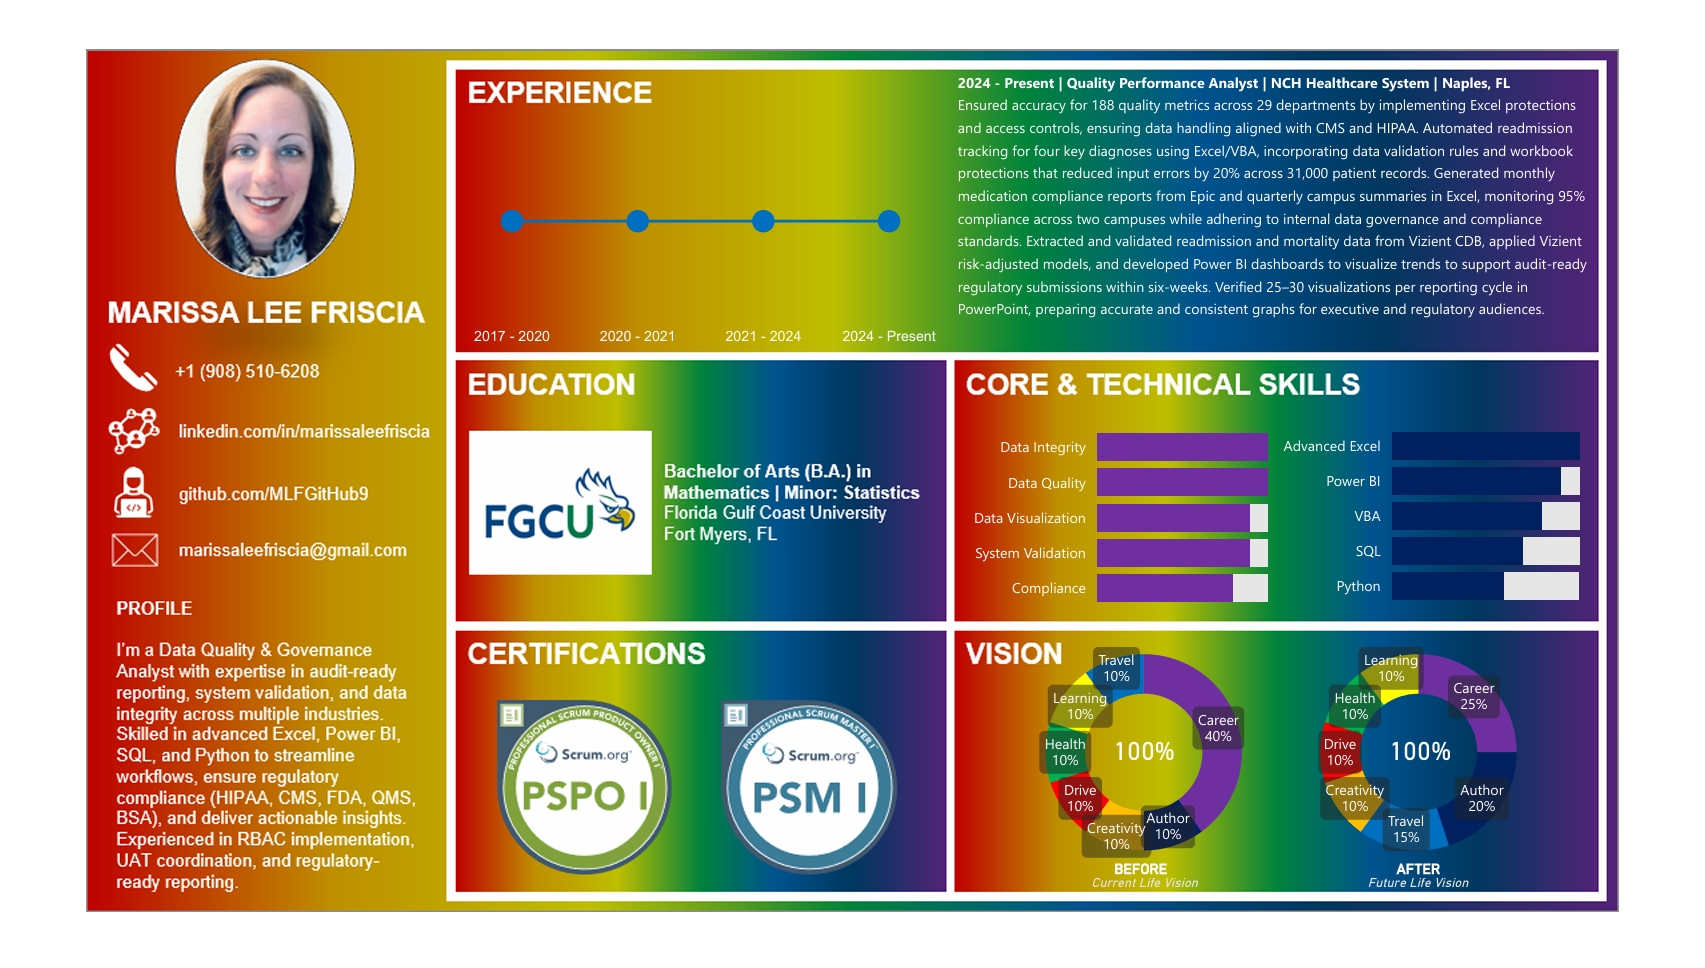 MARISSA LEE FRISCIA
+1 (908) 510-6208
linkedin.com/in/marissaleefriscia
github.com/MLFGitHub9
marissaleefriscia@gmail.com
PROFILE
I'm a Data Quality & Governance
Analyst with expertise in audit-ready
reporting, system validation, and data
integrity across multiple industries.
Skilled in advanced Excel, Power BI,
SQL, and Python to streamline
workflows, ensure regulatory
compliance (HIPAA, CMS, FDA, QMS,
BSA), and deliver actionable insights.
Experienced in RBAC implementation,
UAT coordination, and regulatory-
ready reporting.
EXPERIENCE
2017 - 2020
2020 - 2021
2021 - 2024
2024 - Present
2024 - Present | Quality Performance Analyst | NCH Healthcare System | Naples, FL
Ensured accuracy for 188 quality metrics across 29 departments by implementing Excel protections
and access controls, ensuring data handling aligned with CMS and HIPAA. Automated readmission
tracking for four key diagnoses using Excel/VBA, incorporating data validation rules and workbook
protections that reduced input errors by 20% across 31,000 patient records. Generated monthly
medication compliance reports from Epic and quarterly campus summaries in Excel, monitoring 95%
compliance across two campuses while adhering to internal data governance and compliance
standards. Extracted and validated readmission and mortality data from Vizient CDB, applied Vizient
risk-adjusted models, and developed Power BI dashboards to visualize trends to support audit-ready
regulatory submissions within six-weeks. Verified 25–30 visualizations per reporting cycle in
PowerPoint, preparing accurate and consistent graphs for executive and regulatory audiences.
EDUCATION
FGCU
Bachelor of Arts (B.A.) in
Mathematics | Minor: Statistics
Florida Gulf Coast University
Fort Myers, FL
CORE & TECHNICAL SKILLS
Data Integrity
Data Quality
Data Visualization
System Validation
Compliance
Advanced Excel
Power BI
VBA
SQL
Python
CERTIFICATIONS
PROFESSIONAL SCRUM PRODUCT OWNER I
Scrum.org
PSPO I
PROFESSIONAL SCRUM MASTER I
Scrum.org
PSM I
VISION
Travel
10%
Learning
10%
Health
10%
Drive
10%
Creativity
10%
Author
10%
Career
40%
100%
BEFORE
Current Life Vision
Learning
10%
Health
10%
Drive
10%
Creativity
10%
Travel
15%
Author
20%
Career
25%
100%
AFTER
Future Life Vision